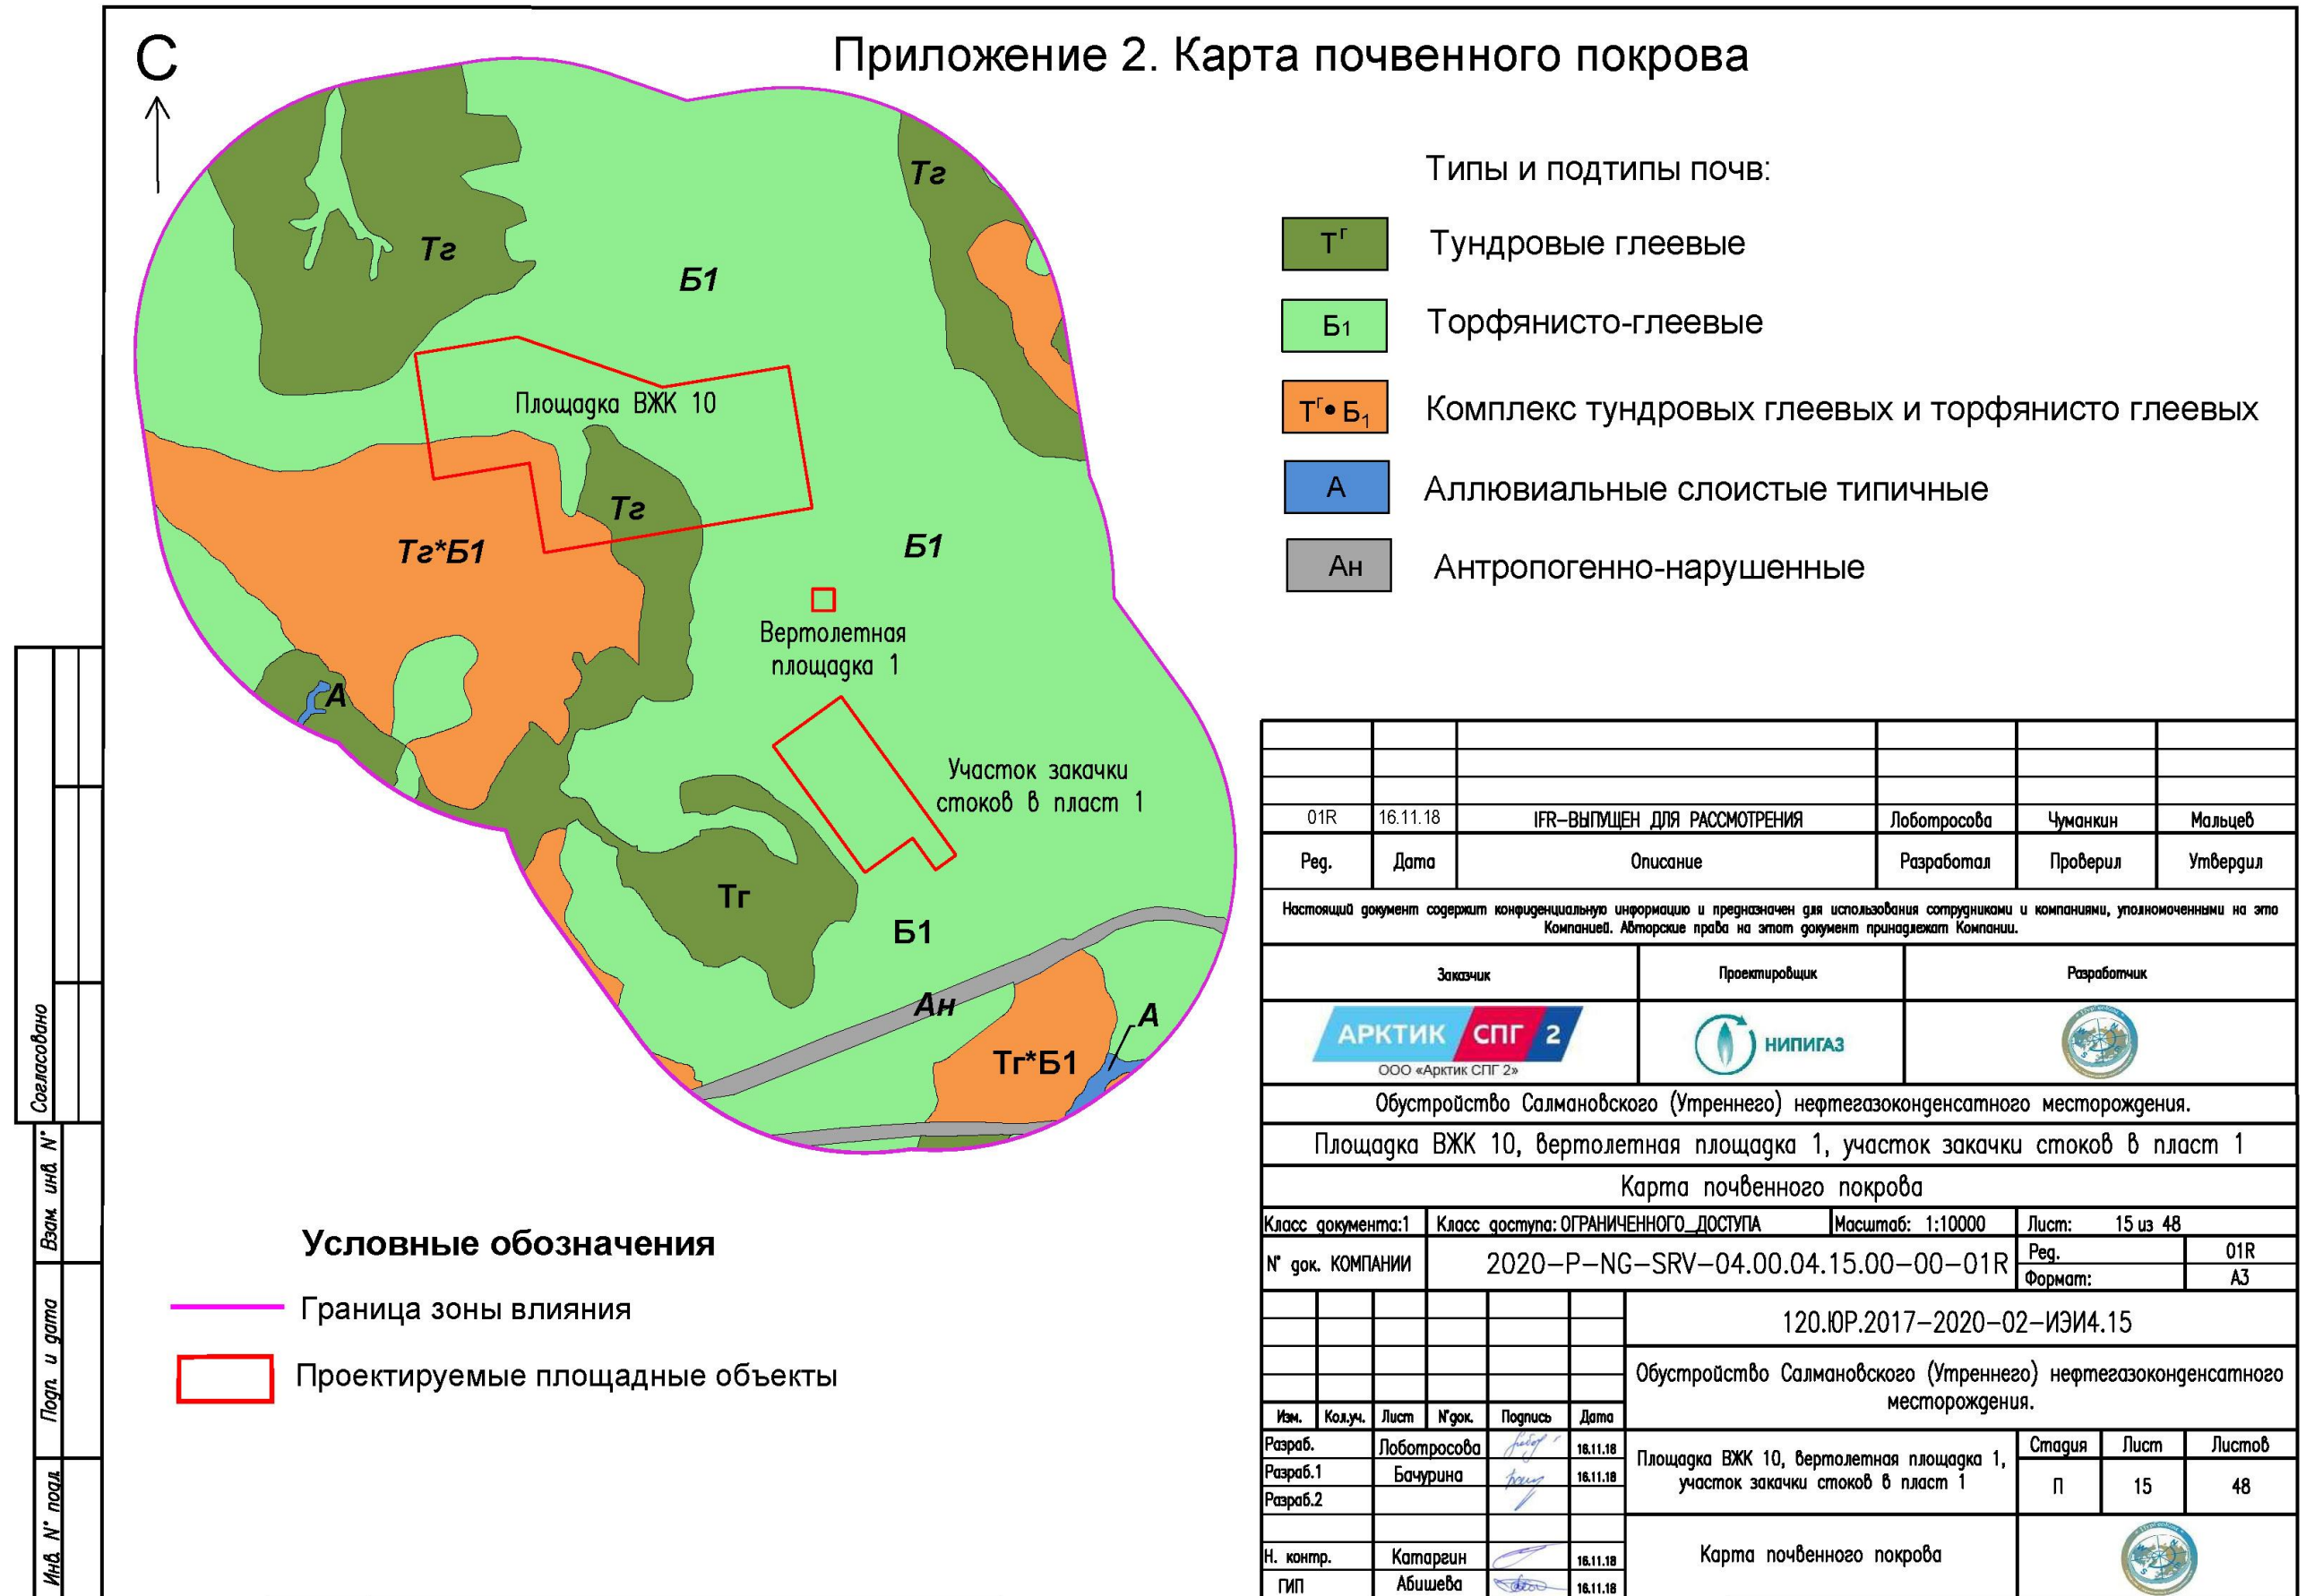 Приложение 2. Карта почвенного покрова
С
Типы и подтипы почв:
Тг Тундровые глеевые
Б1 Торфянисто-глеевые
Тг•Б1 Комплекс тундровых глеевых и торфянисто глеевых
А Аллювиальные слоистые типичные
Ан Антропогенно-нарушенные
Тг
Тг
Б1
Площадка ВЖК 10
Тг
Тг*Б1
Б1
Вертолетная
площадка 1
А
Участок закачки
стоков в пласт 1
Тг
Б1
Ан
А
Тг*Б1
Условные обозначения
Граница зоны влияния
Проектируемые площадные объекты
Согласовано
Взам. инв. N°
Подп. и дата
Инв. N° подл.
01R 16.11.18 IFR-ВЫПУЩЕН ДЛЯ РАССМОТРЕНИЯ Лоботросова Чуманкин Мальцев
Ред. Дата Описание Разработал Проверил Утвердил
Настоящий документ содержит конфиденциальную информацию и предназначен для использования сотрудниками и компаниями, уполномоченными на это
Компанией. Авторские права на этот документ принадлежат Компании.
Заказчик Проектировщик Разработчик
АРКТИК СПГ 2
НИПИГАЗ
ООО «Арктик СПГ 2»
Обустройство Салмановского (Утреннего) нефтегазоконденсатного месторождения.
Площадка ВЖК 10, вертолетная площадка 1, участок закачки стоков в пласт 1
Карта почвенного покрова
Класс документа:1 Класс доступа: ОГРАНИЧЕННОГО_ДОСТУПА Масштаб: 1:10000 Лист: 15 из 48
N° док. КОМПАНИИ 2020-P-NG-SRV-04.00.04.15.00-00-01R Ред. 01R
Формат: А3
120.ЮР.2017-2020-02-ИЭИ4.15
Обустройство Салмановского (Утреннего) нефтегазоконденсатного
месторождения.
Изм. Кол.уч. Лист N°док. Подпись Дата
Разраб. Лоботросова 16.11.18
Разраб.1 Бачурина 16.11.18
Разраб.2
Площадка ВЖК 10, вертолетная площадка 1,
участок закачки стоков в пласт 1
Стадия Лист Листов
П 15 48
Н. контр. Катаргин 16.11.18
ГИП Абишева 16.11.18
Карта почвенного покрова